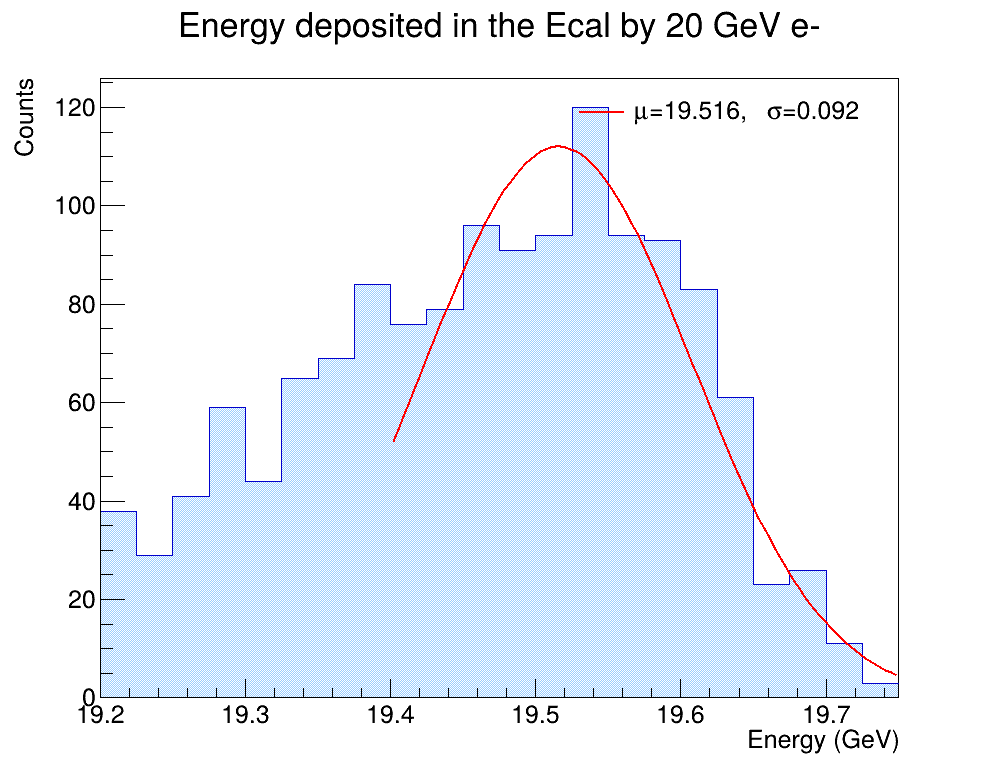 Energy deposited in the Ecal by 20 GeV e-
Counts
μ=19.516, σ=0.092
120
100
80
60
40
20
0
19.2 19.3 19.4 19.5 19.6 19.7
Energy (GeV)